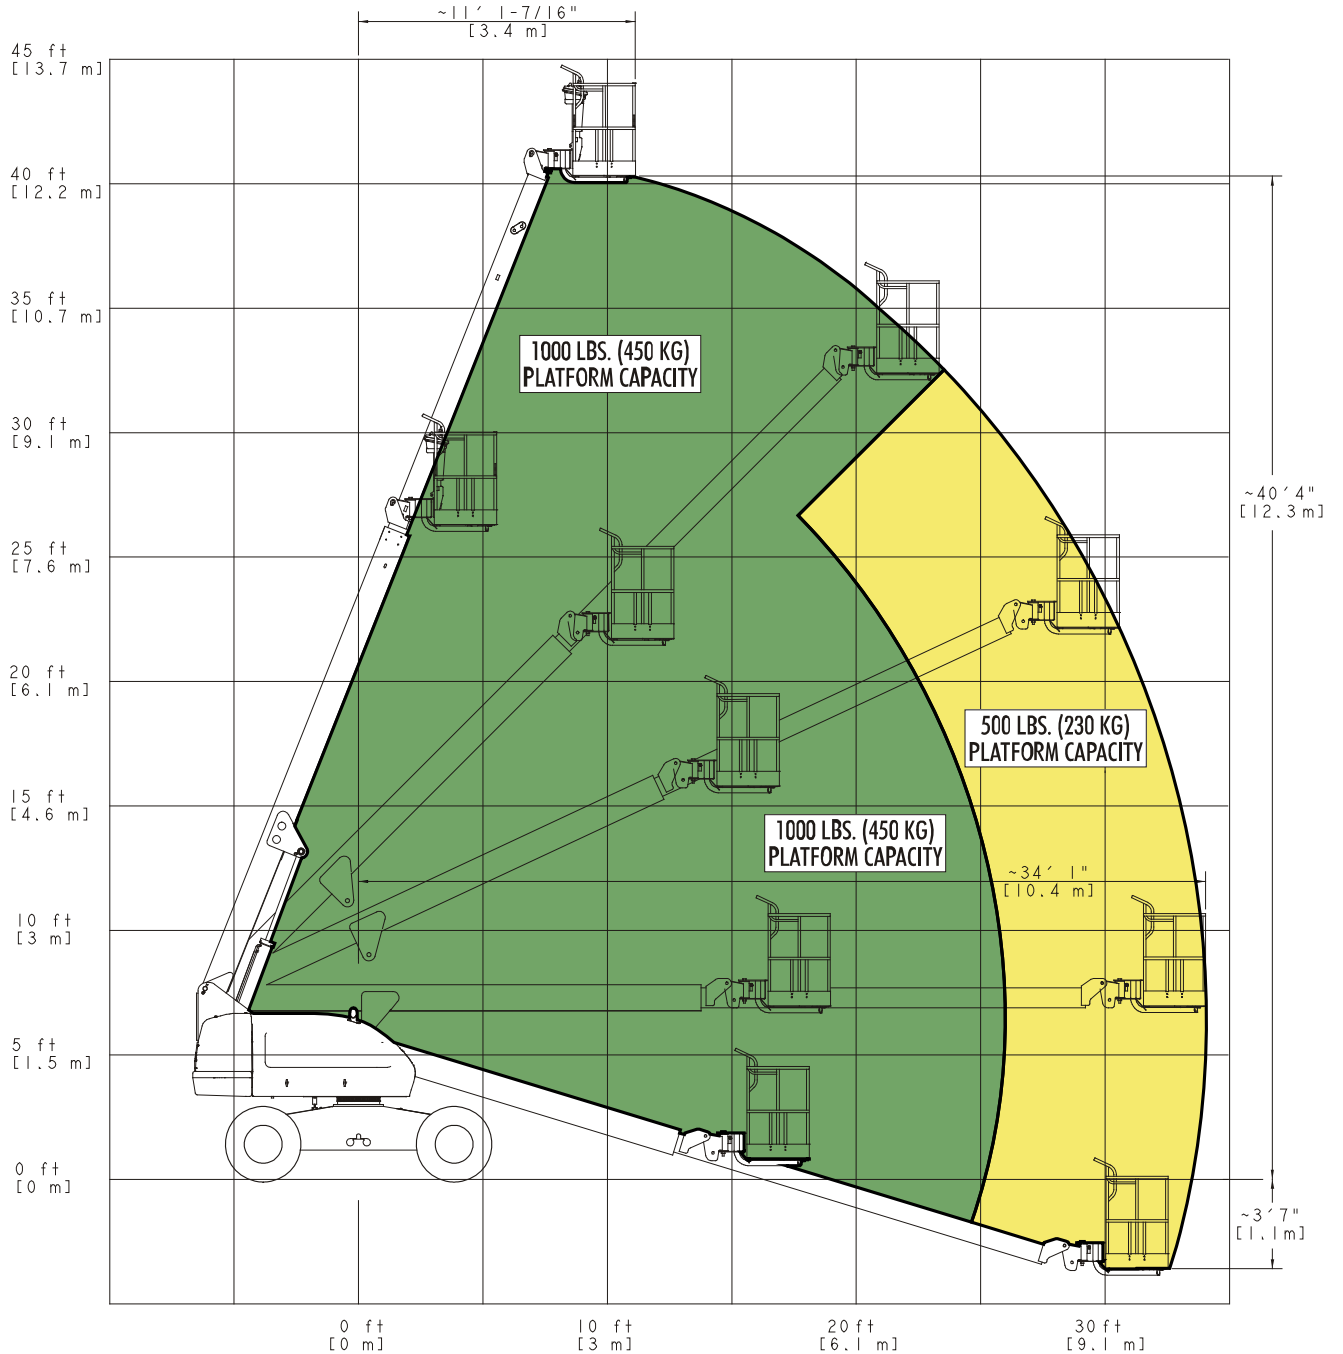 ~11′ 1-7/16"
[3.4 m]
45 ft
[13.7 m]
40 ft
[12.2 m]
35 ft
[10.7 m]
1000 LBS. (450 KG)
PLATFORM CAPACITY
30 ft
[9.1 m]
~40′4"
[12.3m]
25 ft
[7.6 m]
20 ft
[6.1 m]
500 LBS. (230 KG)
PLATFORM CAPACITY
15 ft
[4.6 m]
1000 LBS. (450 KG)
PLATFORM CAPACITY
~34′ 1"
[10.4 m]
10 ft
[3 m]
5 ft
[1.5 m]
0 ft
[0 m]
~3′7"
[1.1m]
0 ft
[0 m]
10 ft
[3 m]
20 ft
[6.1 m]
30 ft
[9.1 m]